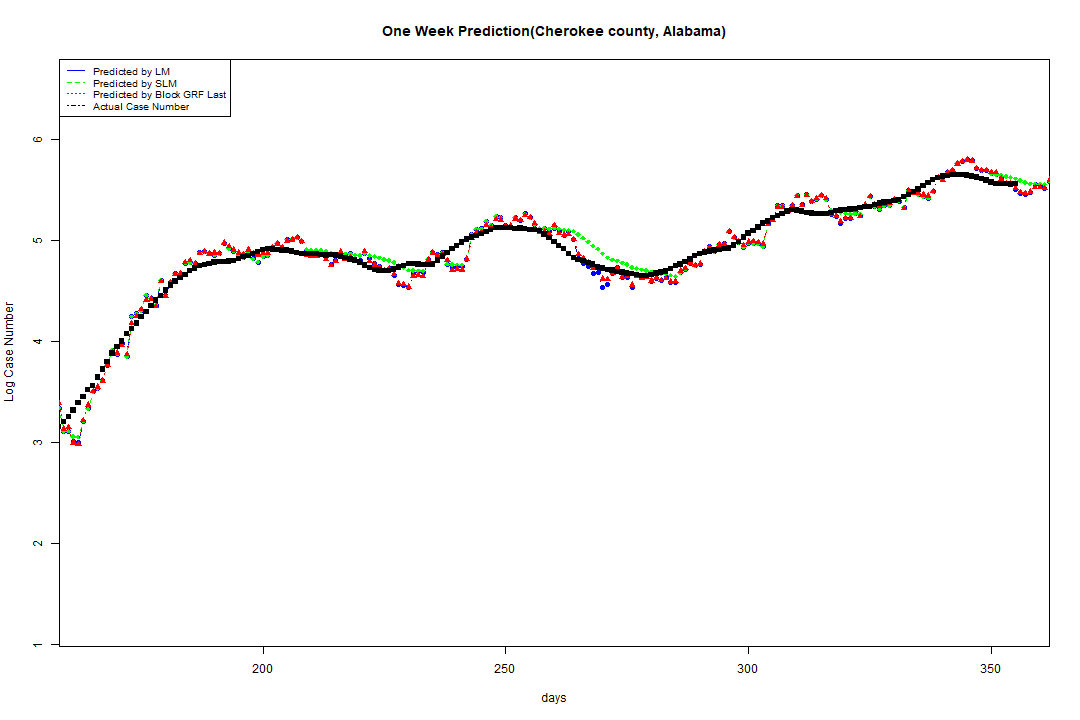 One Week Prediction(Cherokee county, Alabama)
Predicted by LM
Predicted by SLM
Predicted by Block GRF Last
Actual Case Number
6
5
4
3
2
1
Log Case Number
200 250 300 350
days